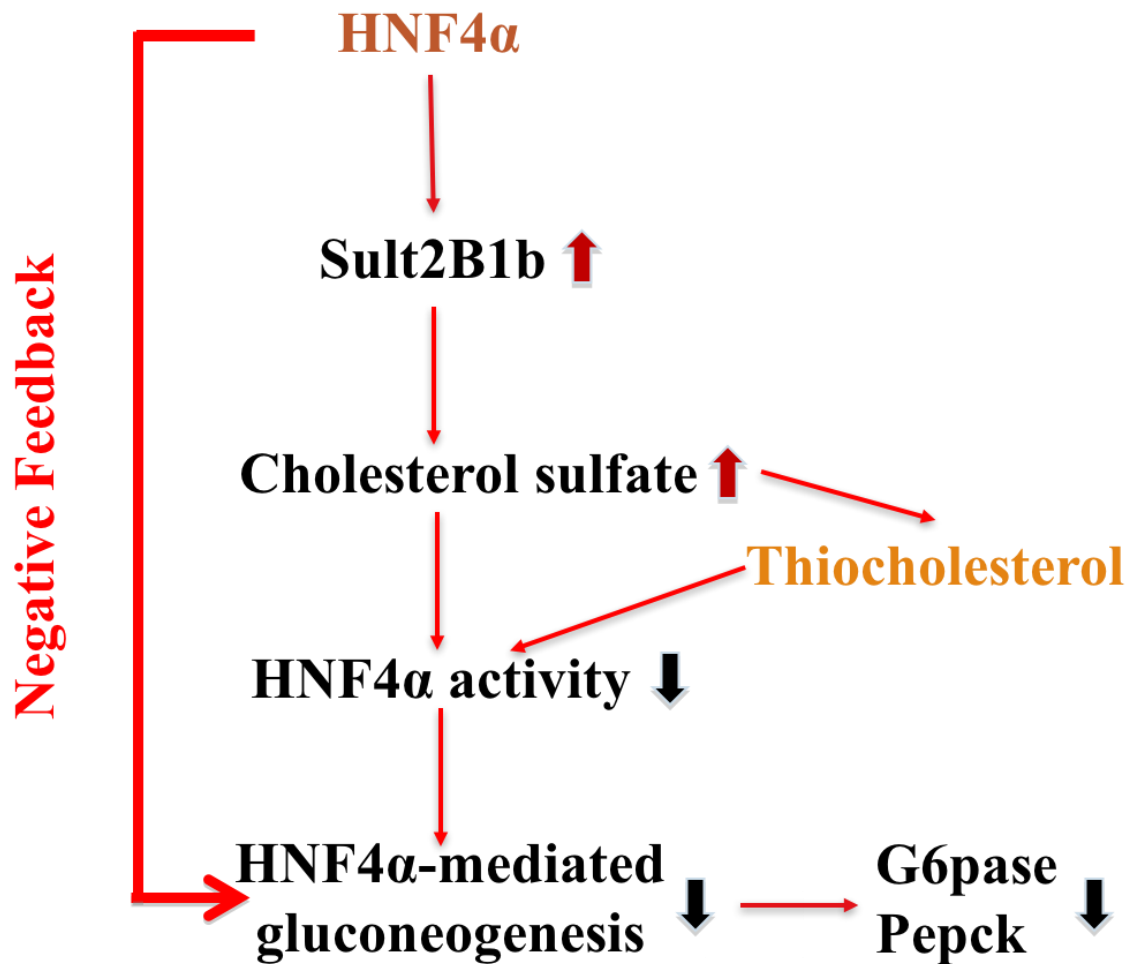 HNF4α
Negative Feedback
Sult2B1b
Cholesterol sulfate
Thiocholesterol
HNF4α activity
HNF4α-mediated
gluconeogenesis
G6pase
Pepck